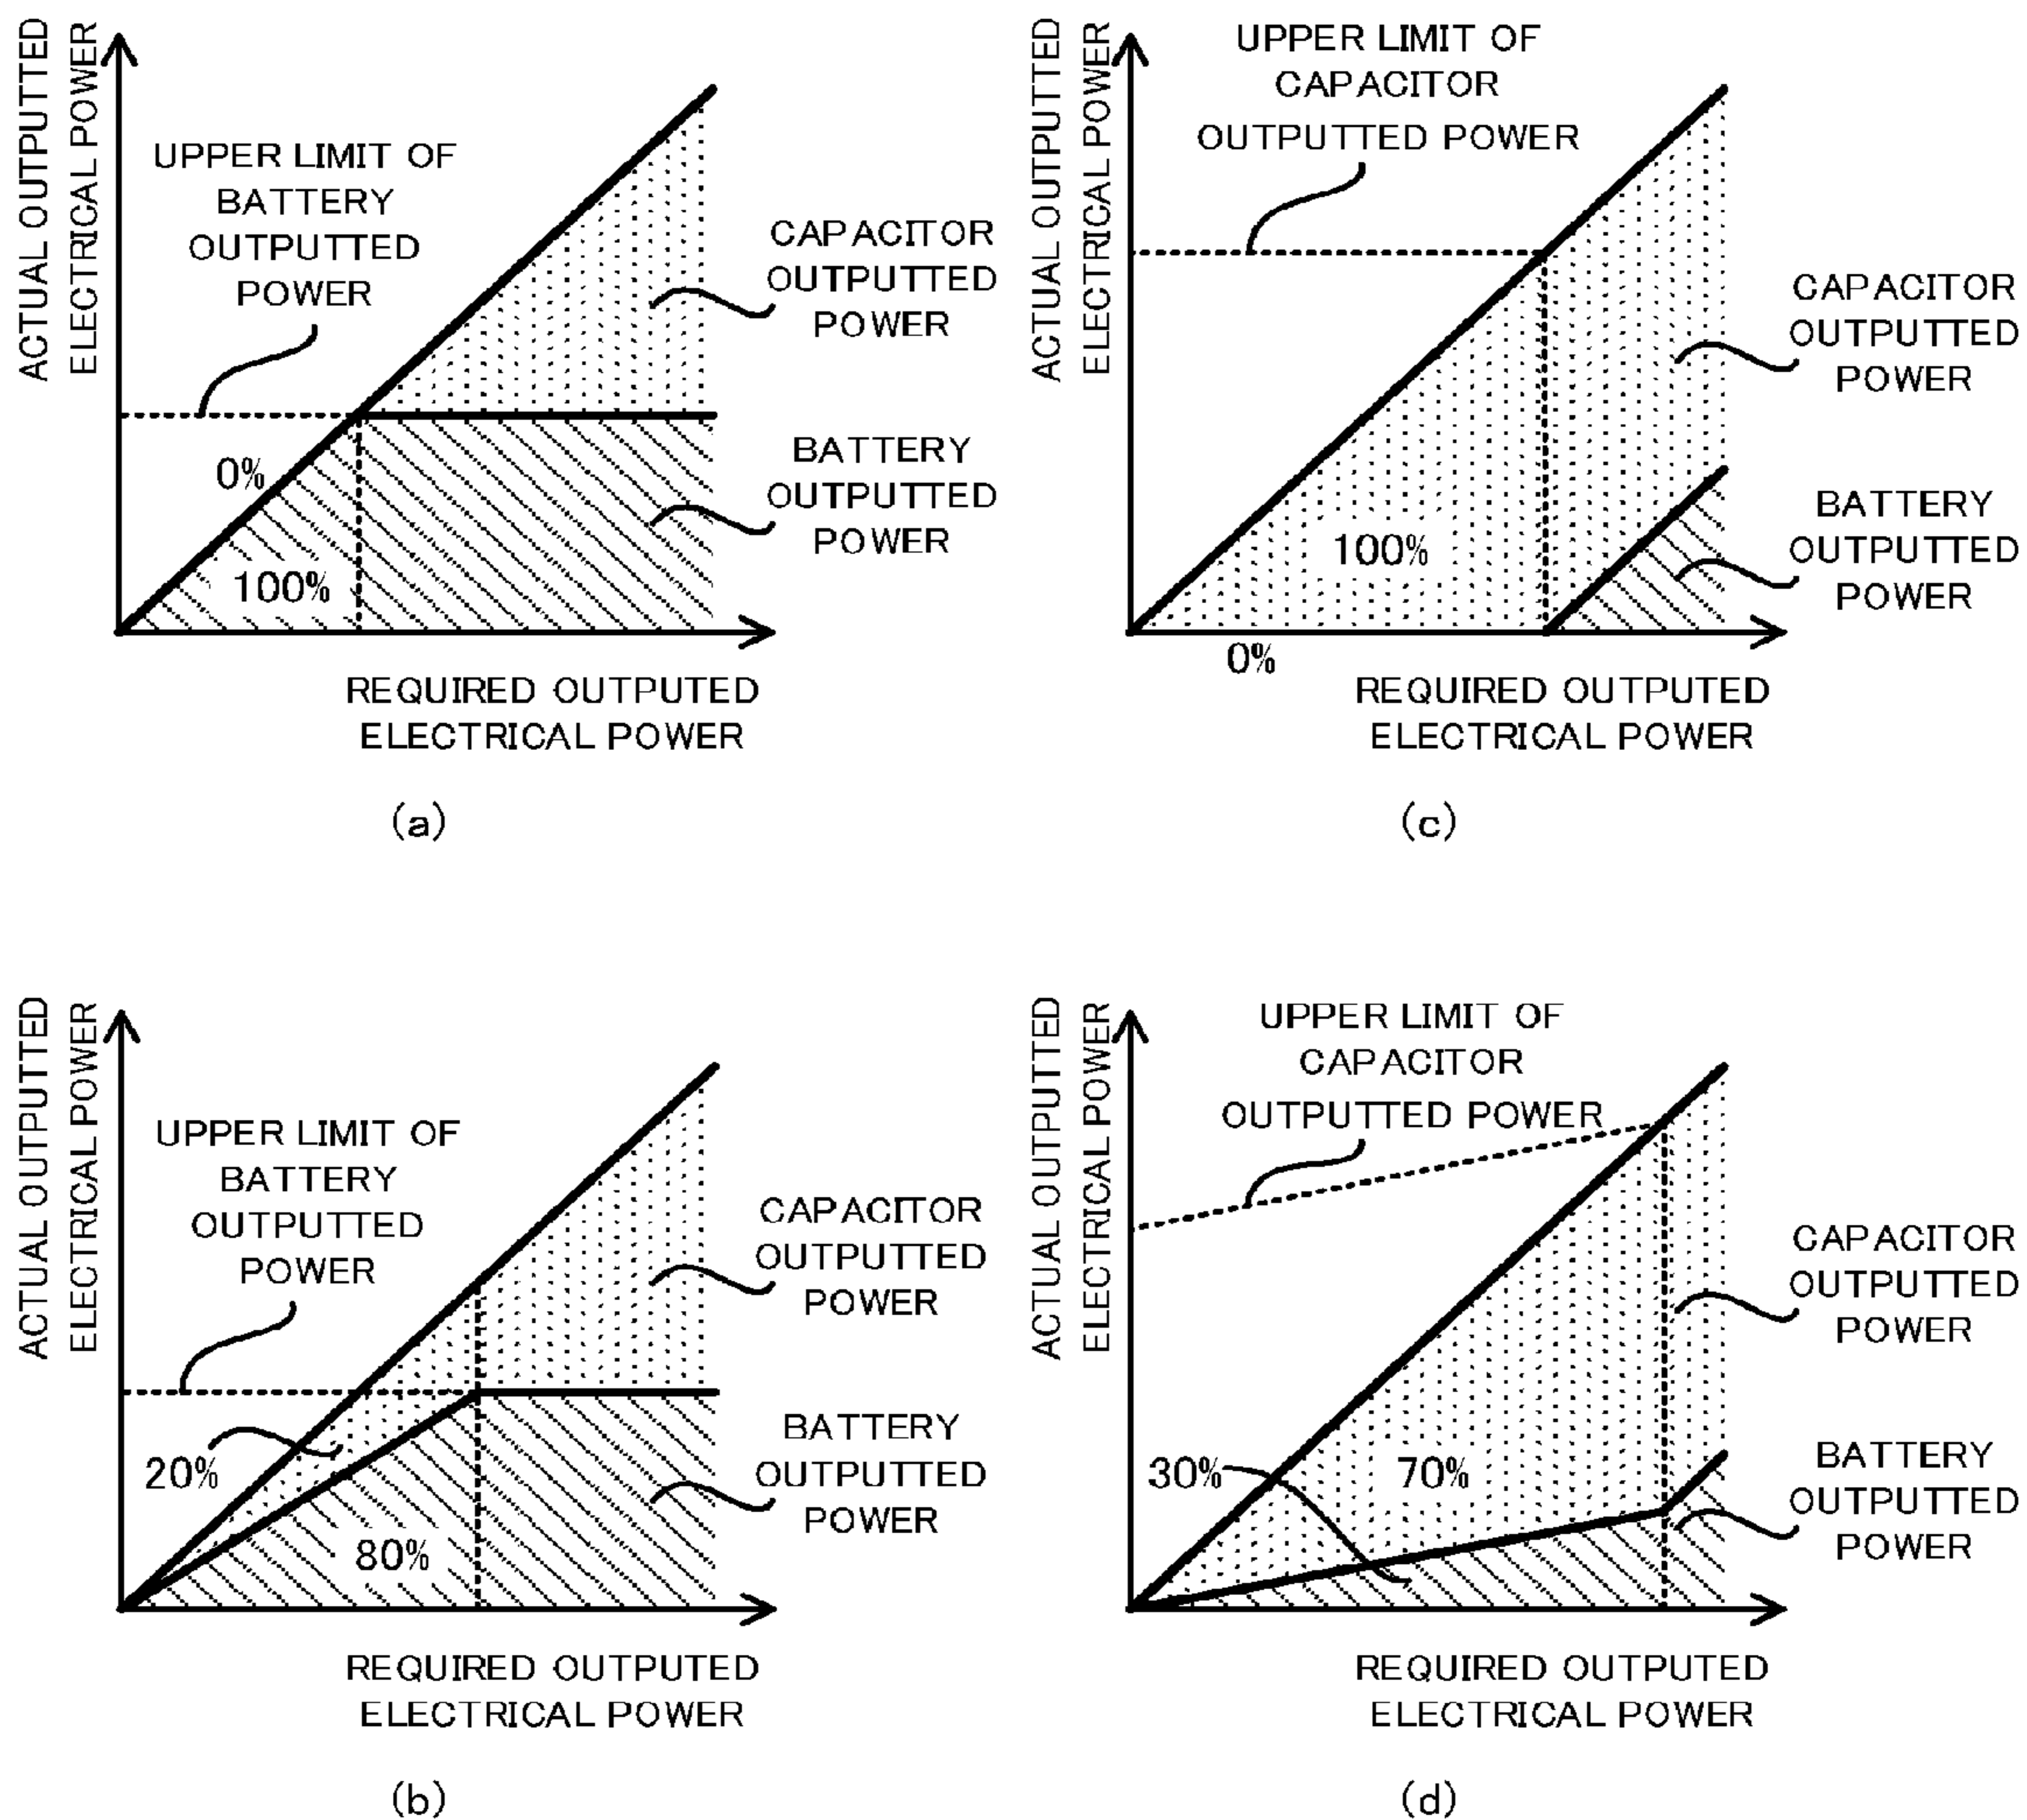 ACTUAL OUTPUTTED
ELECTRICAL POWER
UPPER LIMIT OF
BATTERY
OUTPUTTED
POWER
CAPACITOR
OUTPUTTED
POWER
BATTERY
OUTPUTTED
POWER
0%
100%
REQUIRED OUTPUTED
ELECTRICAL POWER
(a)
ACTUAL OUTPUTTED
ELECTRICAL POWER
UPPER LIMIT OF
CAPACITOR
OUTPUTTED POWER
CAPACITOR
OUTPUTTED
POWER
BATTERY
OUTPUTTED
POWER
100%
0%
REQUIRED OUTPUTED
ELECTRICAL POWER
(c)
ACTUAL OUTPUTTED
ELECTRICAL POWER
UPPER LIMIT OF
BATTERY
OUTPUTTED
POWER
CAPACITOR
OUTPUTTED
POWER
BATTERY
OUTPUTTED
POWER
20%
80%
REQUIRED OUTPUTED
ELECTRICAL POWER
(b)
ACTUAL OUTPUTTED
ELECTRICAL POWER
UPPER LIMIT OF
CAPACITOR
OUTPUTTED POWER
CAPACITOR
OUTPUTTED
POWER
BATTERY
OUTPUTTED
POWER
30%
70%
REQUIRED OUTPUTED
ELECTRICAL POWER
(d)